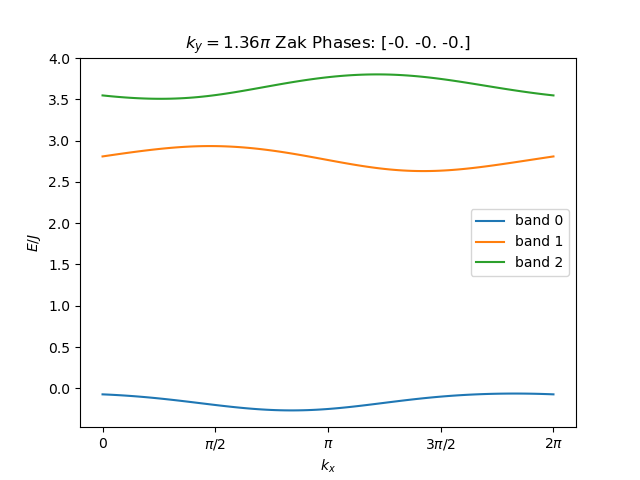 k_y = 1.36π Zak Phases: [-0. -0. -0.]
4.0
3.5
3.0
2.5
2.0
1.5
1.0
0.5
0.0
E/J
band 0
band 1
band 2
0 π/2 π 3π/2 2π
k_x